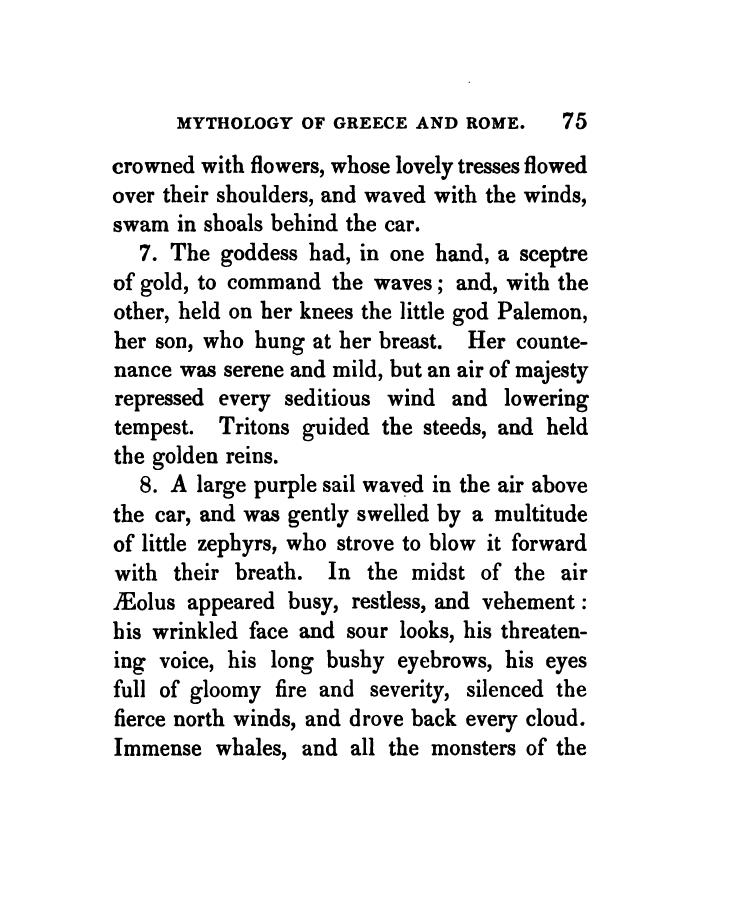 MYTHOLOGY OF GREECE AND ROME. 75
crowned with flowers, whose lovely tresses flowed
over their shoulders, and waved with the winds,
swam in shoals behind the car.
7. The goddess had, in one hand, a sceptre
of gold, to command the waves; and, with the
other, held on her knees the little god Palemon,
her son, who hung at her breast. Her counte-
nance was serene and mild, but an air of majesty
repressed every seditious wind and lowering
tempest. Tritons guided the steeds, and held
the golden reins.
8. A large purple sail waved in the air above
the car, and was gently swelled by a multitude
of little zephyrs, who strove to blow it forward
with their breath. In the midst of the air
Æolus appeared busy, restless, and vehement:
his wrinkled face and sour looks, his threaten-
ing voice, his long bushy eyebrows, his eyes
full of gloomy fire and severity, silenced the
fierce north winds, and drove back every cloud.
Immense whales, and all the monsters of the